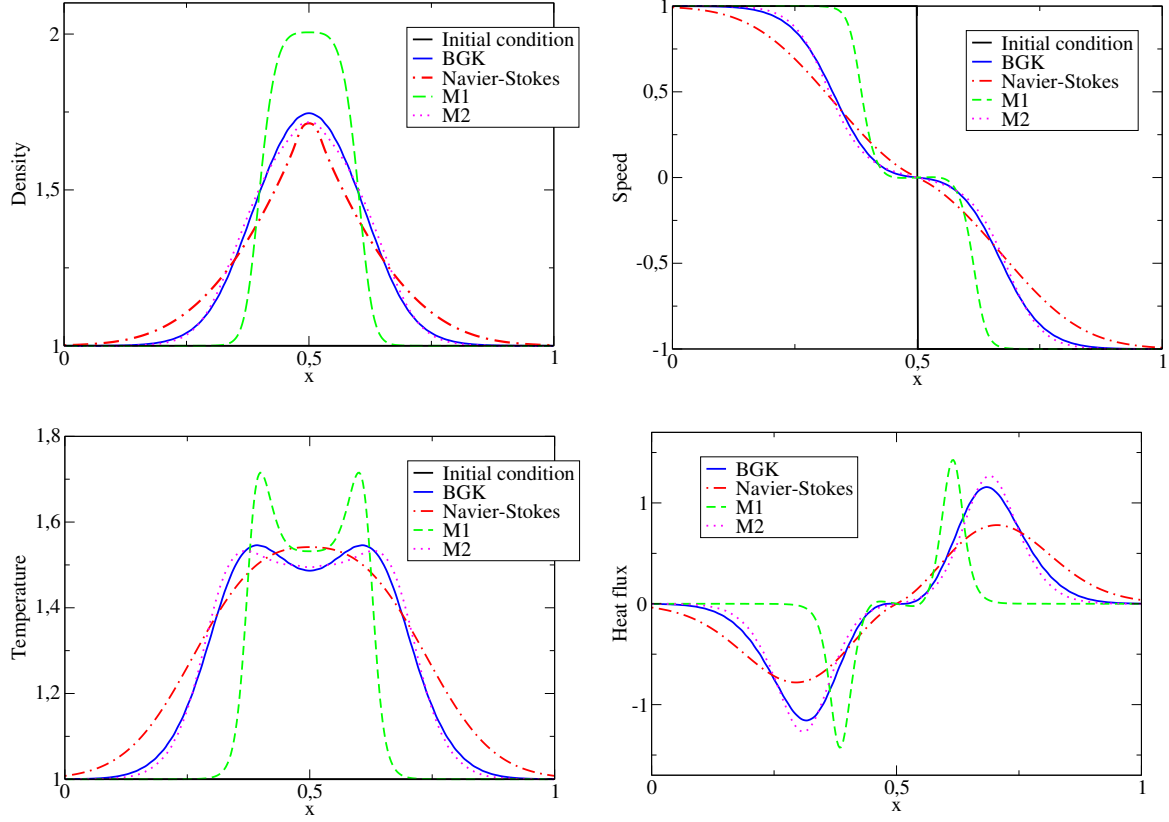 2
1,5
1
Density
0
0,5
1
x
Initial condition
BGK
Navier-Stokes
M1
M2
1
0,5
0
-0,5
-1
Speed
0
0,5
1
x
Initial condition
BGK
Navier-Stokes
M1
M2
1,8
1,6
1,4
1,2
1
Temperature
0
0,5
1
x
Initial condition
BGK
Navier-Stokes
M1
M2
1
0
-1
Heat flux
0
0,5
1
x
BGK
Navier-Stokes
M1
M2